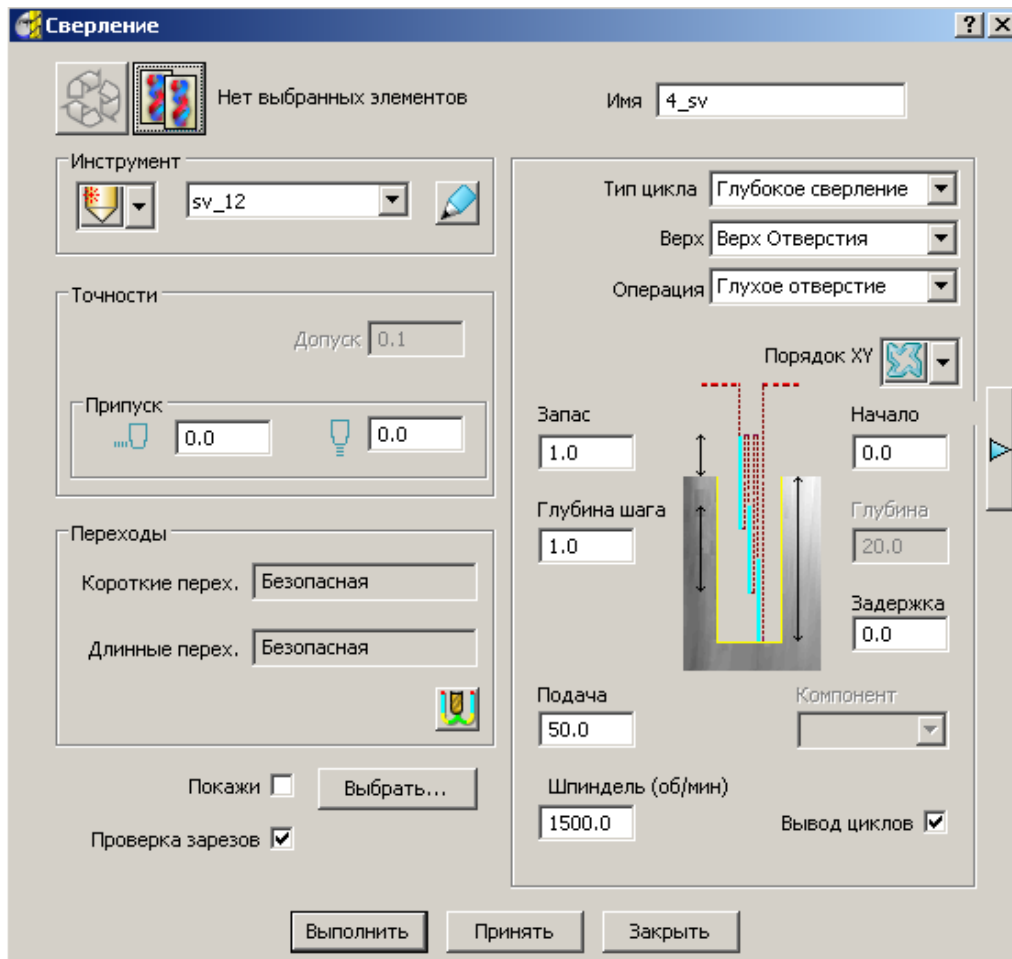 Сверление
Нет выбранных элементов
Имя 4_sv
Инструмент
sv_12
Точности
Допуск 0.1
Припуск
0.0 0.0
Переходы
Короткие перех. Безопасная
Длинные перех. Безопасная
Покажи Выбрать...
Проверка зарезов
Тип цикла Глубокое сверление
Верх Верх Отверстия
Операция Глухое отверстие
Порядок XY
Запас Начало
1.0 0.0
Глубина шага Глубина
1.0 20.0
Задержка
0.0
Подача Компонент
50.0
Шпиндель (об/мин)
1500.0 Вывод циклов
Выполнить Принять Закрыть